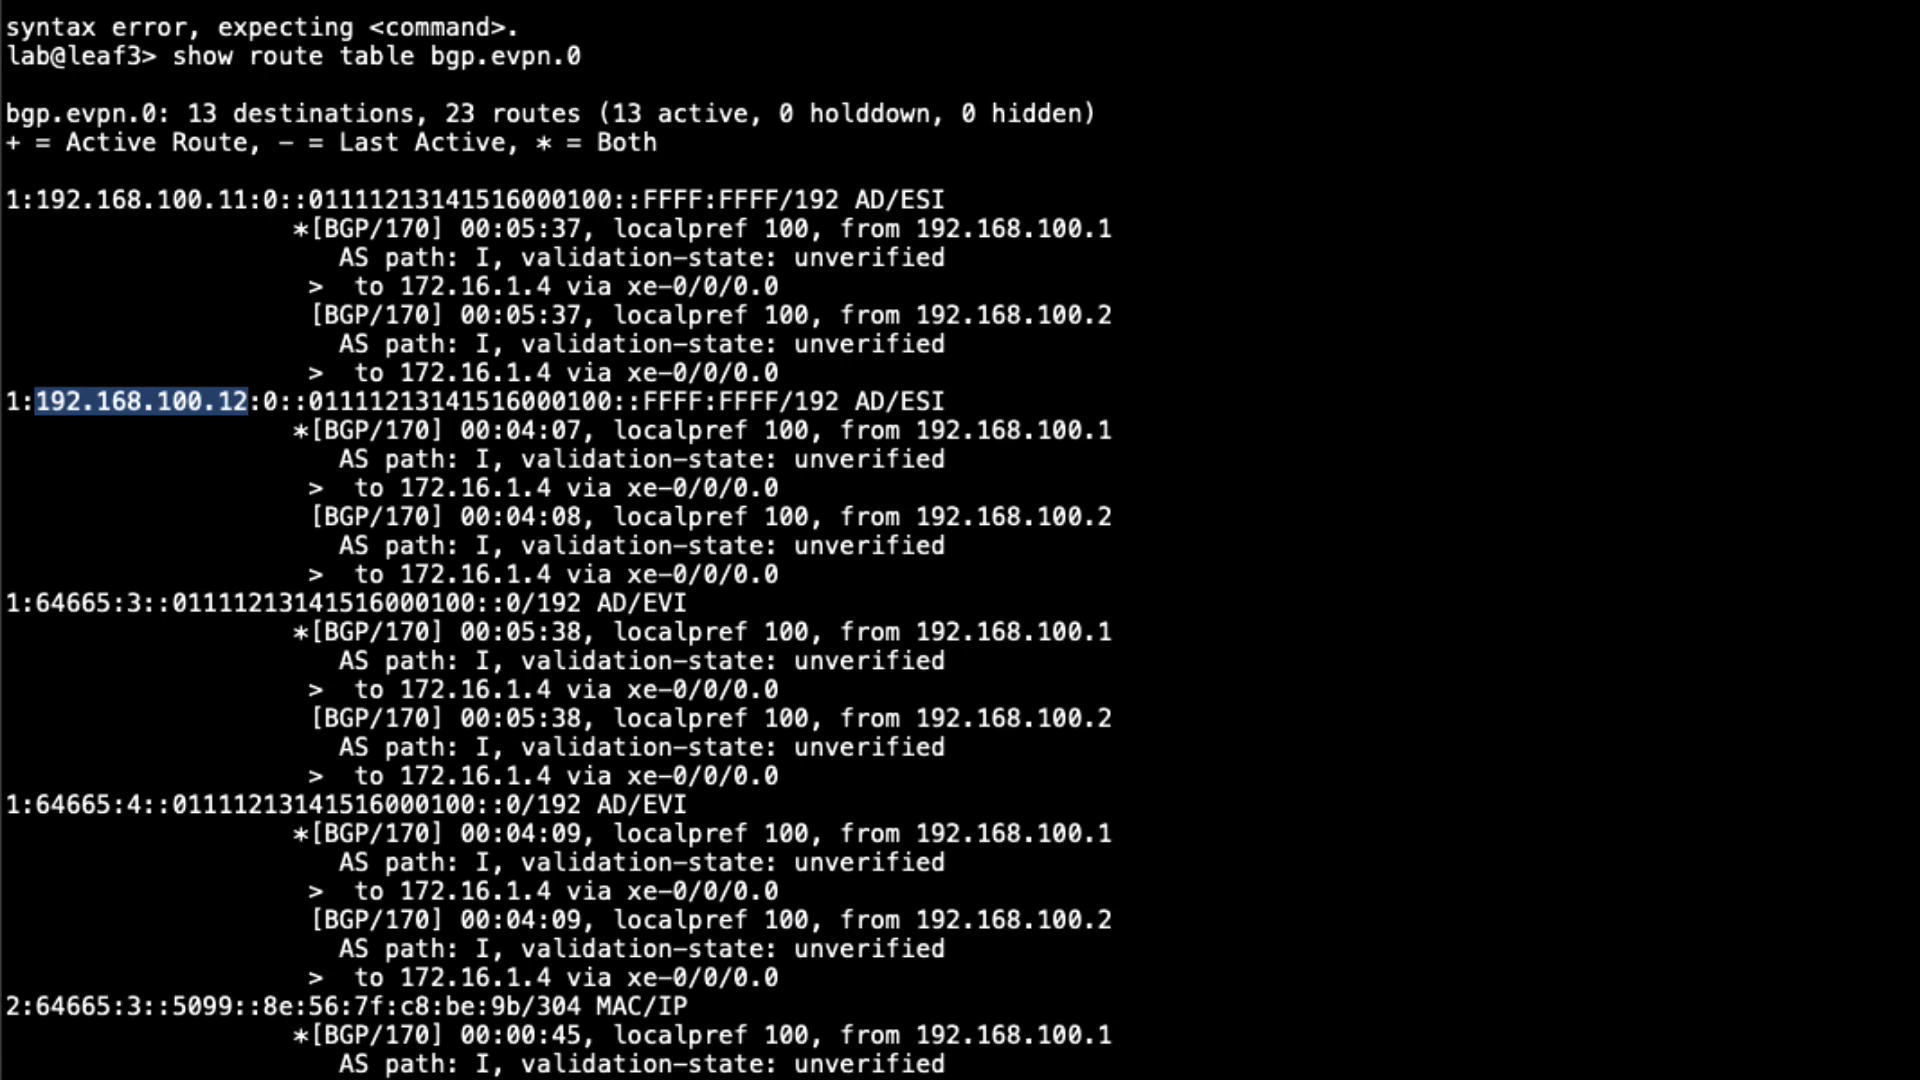 syntax error, expecting <command>.
lab@leaf3> show route table bgp.evpn.0
bgp.evpn.0: 13 destinations, 23 routes (13 active, 0 holddown, 0 hidden)
+ = Active Route, - = Last Active, * = Both
1:192.168.100.11:0::01111213141516000100::FFFF:FFFF/192 AD/ESI
*[BGP/170] 00:05:37, localpref 100, from 192.168.100.1
AS path: I, validation-state: unverified
> to 172.16.1.4 via xe-0/0/0.0
[BGP/170] 00:05:37, localpref 100, from 192.168.100.2
AS path: I, validation-state: unverified
> to 172.16.1.4 via xe-0/0/0.0
1:192.168.100.12:0::01111213141516000100::FFFF:FFFF/192 AD/ESI
*[BGP/170] 00:04:07, localpref 100, from 192.168.100.1
AS path: I, validation-state: unverified
> to 172.16.1.4 via xe-0/0/0.0
[BGP/170] 00:04:08, localpref 100, from 192.168.100.2
AS path: I, validation-state: unverified
> to 172.16.1.4 via xe-0/0/0.0
1:64665:3::01111213141516000100::0/192 AD/EVI
*[BGP/170] 00:05:38, localpref 100, from 192.168.100.1
AS path: I, validation-state: unverified
> to 172.16.1.4 via xe-0/0/0.0
[BGP/170] 00:05:38, localpref 100, from 192.168.100.2
AS path: I, validation-state: unverified
> to 172.16.1.4 via xe-0/0/0.0
1:64665:4::01111213141516000100::0/192 AD/EVI
*[BGP/170] 00:04:09, localpref 100, from 192.168.100.1
AS path: I, validation-state: unverified
> to 172.16.1.4 via xe-0/0/0.0
[BGP/170] 00:04:09, localpref 100, from 192.168.100.2
AS path: I, validation-state: unverified
> to 172.16.1.4 via xe-0/0/0.0
2:64665:3::5099::8e:56:7f:c8:be:9b/304 MAC/IP
*[BGP/170] 00:00:45, localpref 100, from 192.168.100.1
AS path: I, validation-state: unverified